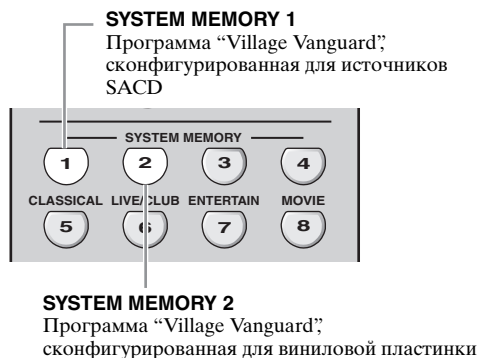 SYSTEM MEMORY 1
Программа “Village Vanguard”,
сконфигурированная для источников
SACD
SYSTEM MEMORY
1 2 3 4
CLASSICAL LIVE/CLUB ENTERTAIN MOVIE
5 6 7 8
SYSTEM MEMORY 2
Программа “Village Vanguard”,
сконфигурированная для виниловой пластинки